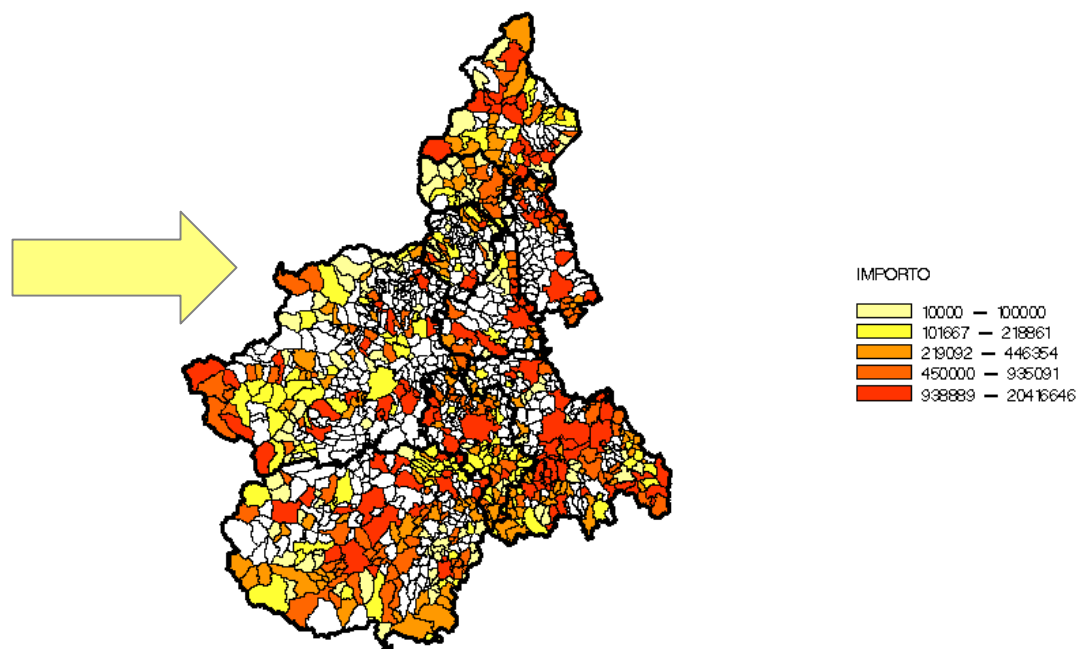 IMPORTO
10000 – 100000
101667 – 218861
219092 – 446354
450000 – 935091
938889 – 20416646